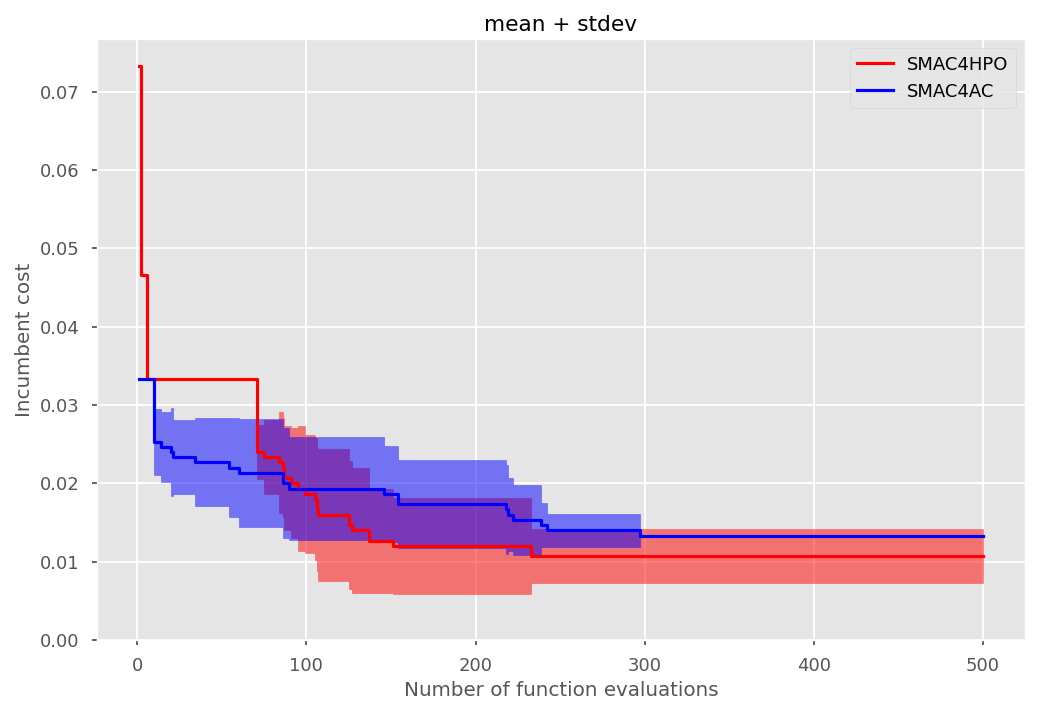 mean + stdev
SMAC4HPO
SMAC4AC
0.07
0.06
0.05
0.04
0.03
0.02
0.01
0.00
Incumbent cost
0 100 200 300 400 500
Number of function evaluations